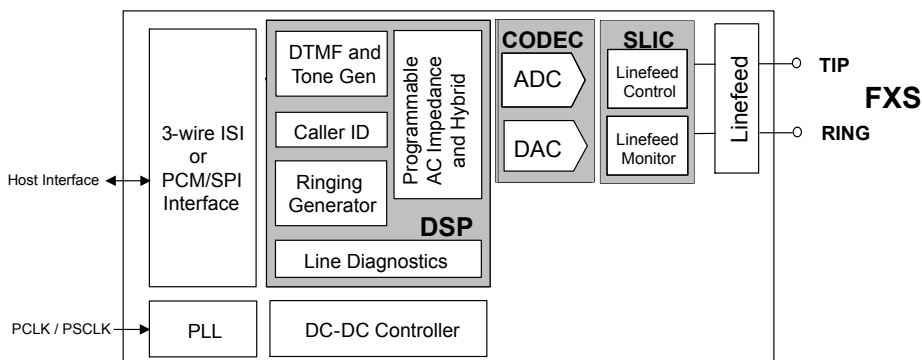 Host Interface
PCLK / PSCLK
3-wire ISI
or
PCM/SPI
Interface
PLL
DTMF and
Tone Gen
Caller ID
Ringing
Generator
Programmable
AC Impedance
and Hybrid
DSP
Line Diagnostics
DC-DC Controller
CODEC
ADC
DAC
SLIC
Linefeed
Control
Linefeed
Monitor
Linefeed
TIP
FXS
RING